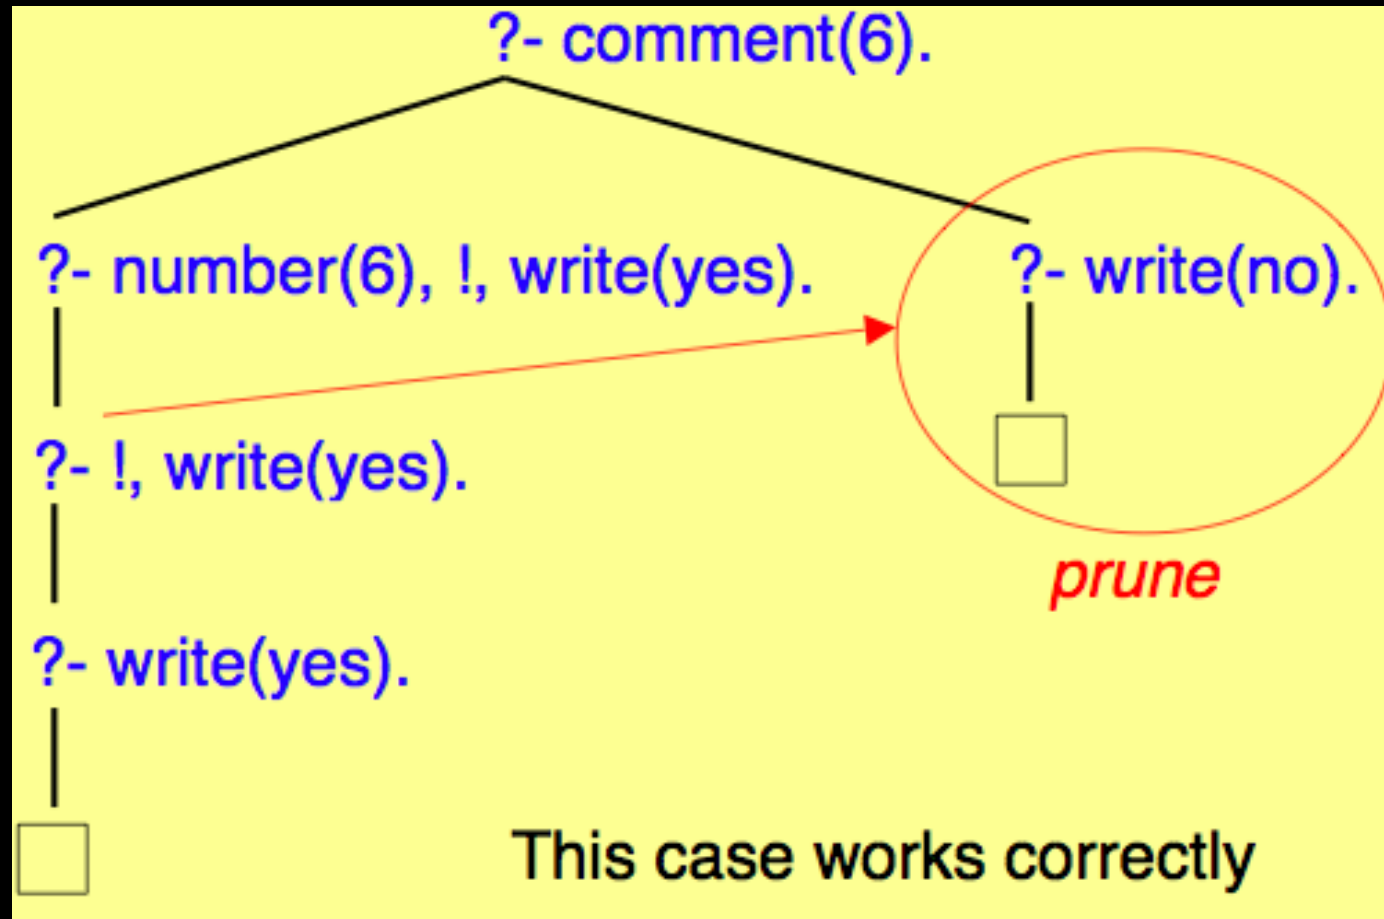 ?- comment(6).
?- number(6), !, write(yes).
?- write(no).
?- !, write(yes).
prune
?- write(yes).
This case works correctly